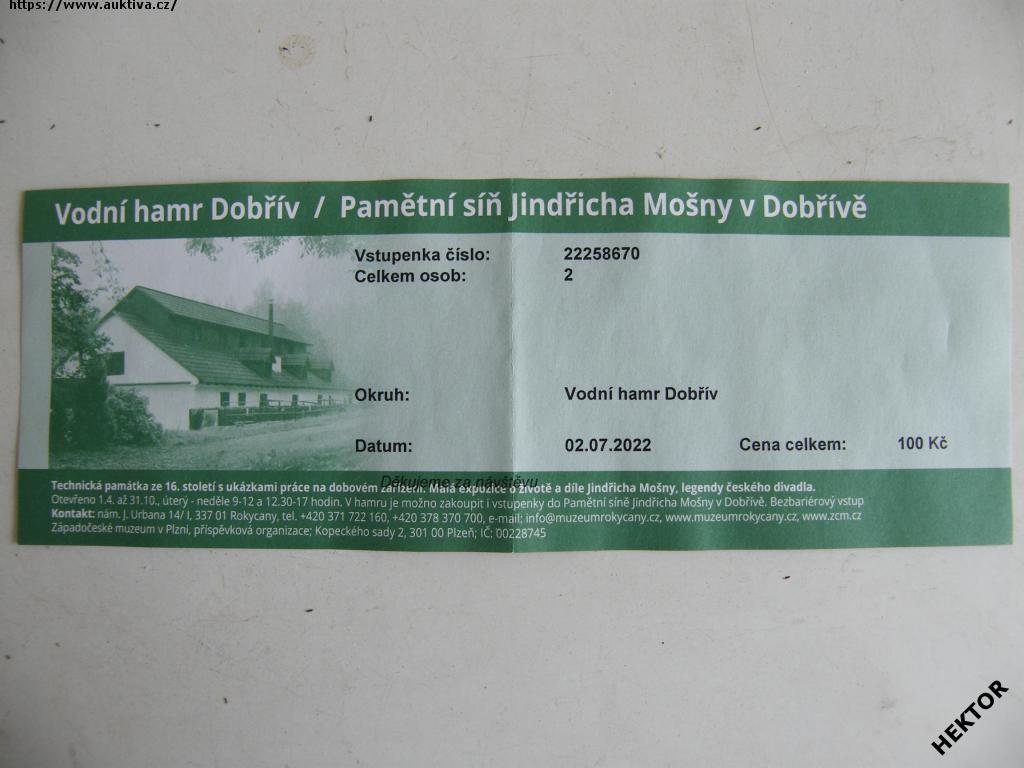 https://www.auktiva.cz/
Vodní hamr Dobřív / Pamětní síň Jindřicha Mošny v Dobřívě
Vstupenka číslo: 22258670
Celkem osob: 2
Okruh: Vodní hamr Dobřív
Datum: 02.07.2022 Cena celkem: 100 Kč
Děkujeme za návštěvu
Technická památka ze 16. století s ukázkami práce na dobovém zařízení. Malá expozice o životě a díle Jindřicha Mošny, legendy českého divadla.
Otevřeno 1.4. až 31.10., úterý - neděle 9-12 a 12.30-17 hodin. V hamru je možno zakoupit i vstupenky do Pamětní síně Jindřicha Mošny v Dobřívě. Bezbariérový vstup
Kontakt: nám. J. Urbana 14/ I, 337 01 Rokycany, tel. +420 371 722 160, +420 378 370 700, e-mail: info@muzeumrokycany.cz, www.muzeumrokycany.cz, www.zcm.cz
Západočeské muzeum v Plzni, příspěvková organizace; Kopeckého sady 2, 301 00 Plzeň; IČ: 00228745
HEKTOR